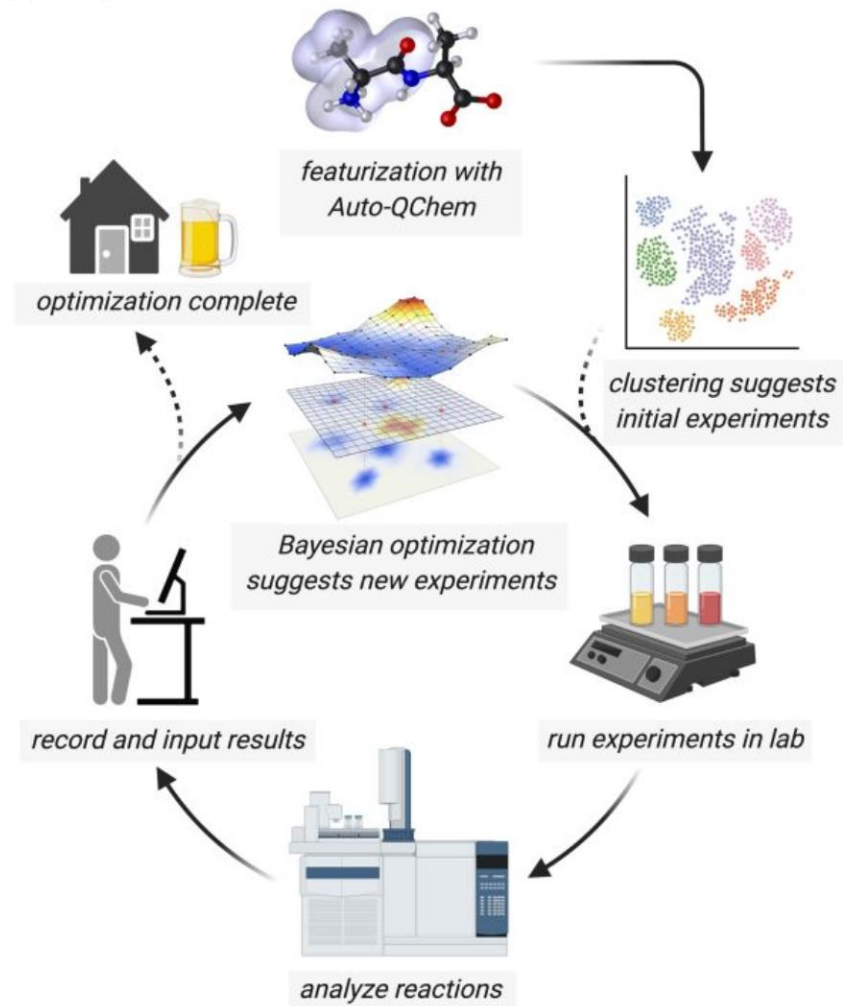 featurization with
Auto-QChem
optimization complete
clustering suggests
initial experiments
Bayesian optimization
suggests new experiments
record and input results
run experiments in lab
analyze reactions